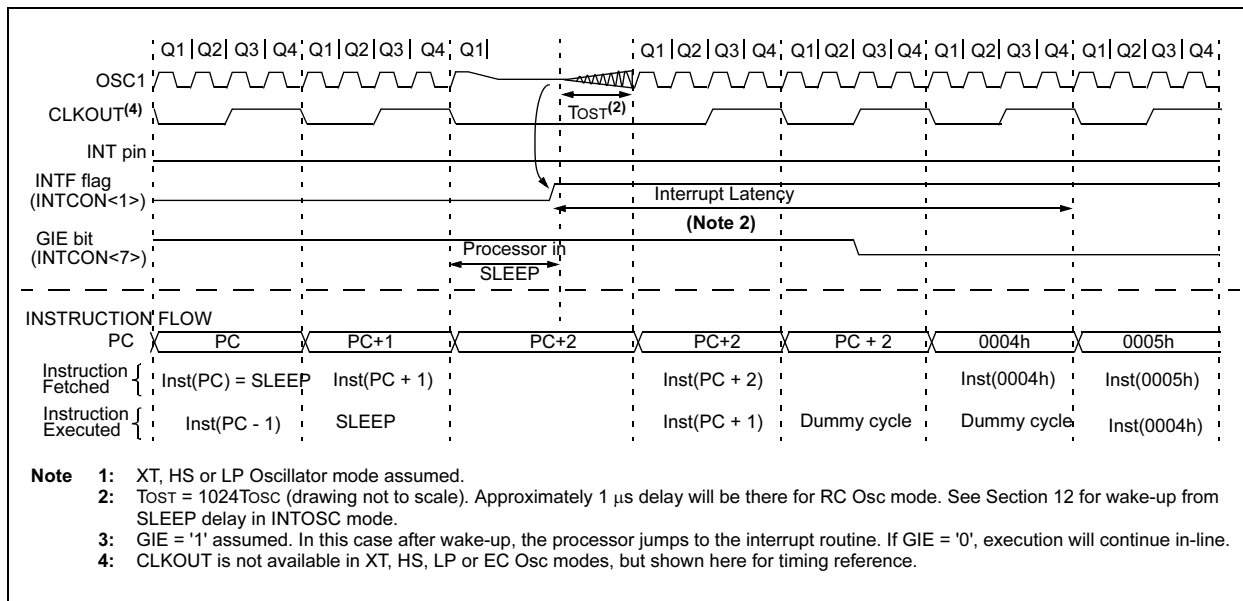 Q1 Q2 Q3 Q4 Q1 Q2 Q3 Q4 Q1 Q1 Q2 Q3 Q4 Q1 Q2 Q3 Q4 Q1 Q2 Q3 Q4 Q1 Q2 Q3 Q4
OSC1
TOST(2)
CLKOUT(4)
INT pin
INTF flag
(INTCON<1>)
Interrupt Latency
(Note 2)
GIE bit
(INTCON<7>)
Processor in
SLEEP
INSTRUCTION FLOW
PC PC PC+1 PC+2 PC+2 PC + 2 0004h 0005h
Instruction
Fetched
Inst(PC) = SLEEP Inst(PC + 1) Inst(PC + 2) Inst(0004h) Inst(0005h)
Instruction
Executed
Inst(PC - 1) SLEEP Inst(PC + 1) Dummy cycle Dummy cycle Inst(0004h)
Note 1: XT, HS or LP Oscillator mode assumed.
2: TOST = 1024TOSC (drawing not to scale). Approximately 1 µs delay will be there for RC Osc mode. See Section 12 for wake-up from
SLEEP delay in INTOSC mode.
3: GIE = '1' assumed. In this case after wake-up, the processor jumps to the interrupt routine. If GIE = '0', execution will continue in-line.
4: CLKOUT is not available in XT, HS, LP or EC Osc modes, but shown here for timing reference.